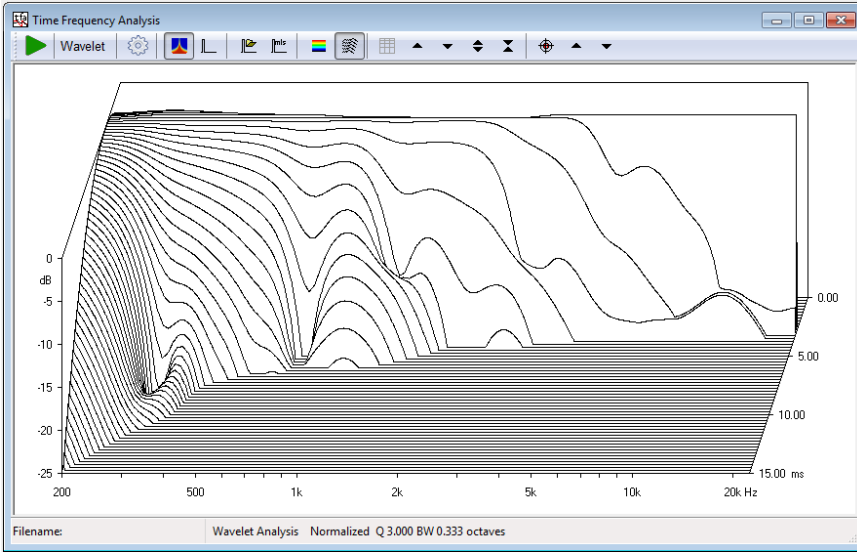 Time Frequency Analysis
Wavelet
mls
0
dB
-5
-10
-15
-20
-25
0.00
5.00
10.00
15.00 ms
200 500 1k 2k 5k 10k 20k Hz
Filename: Wavelet Analysis Normalized Q 3.000 BW 0.333 octaves